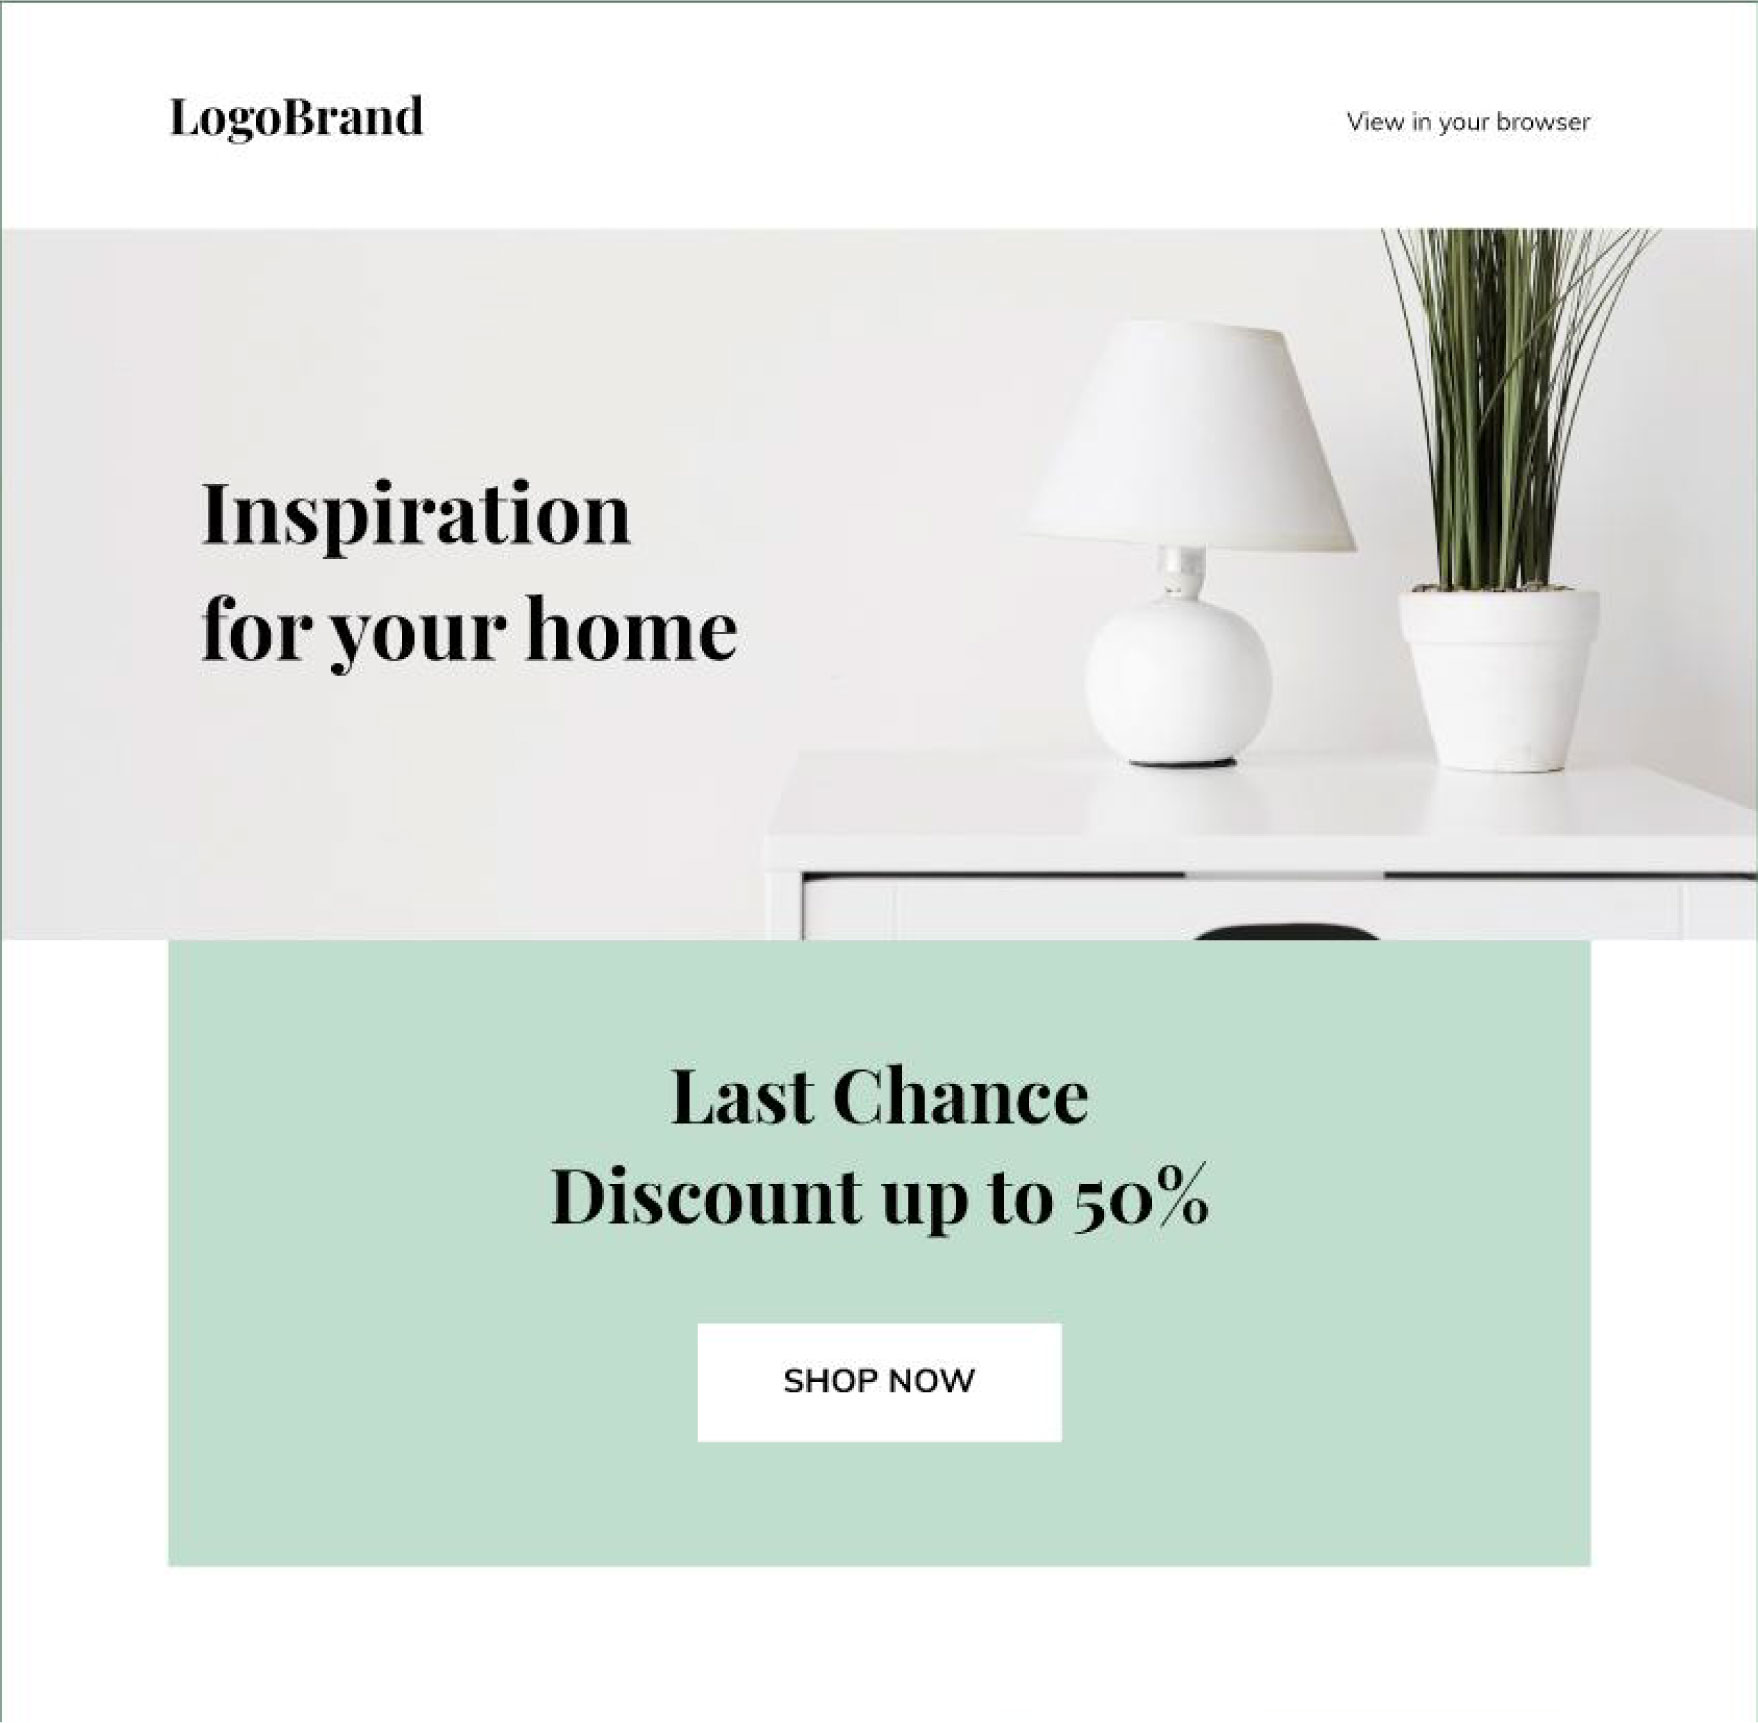 LogoBrand
View in your browser
Inspiration
for your home
Last Chance
Discount up to 50%
SHOP NOW